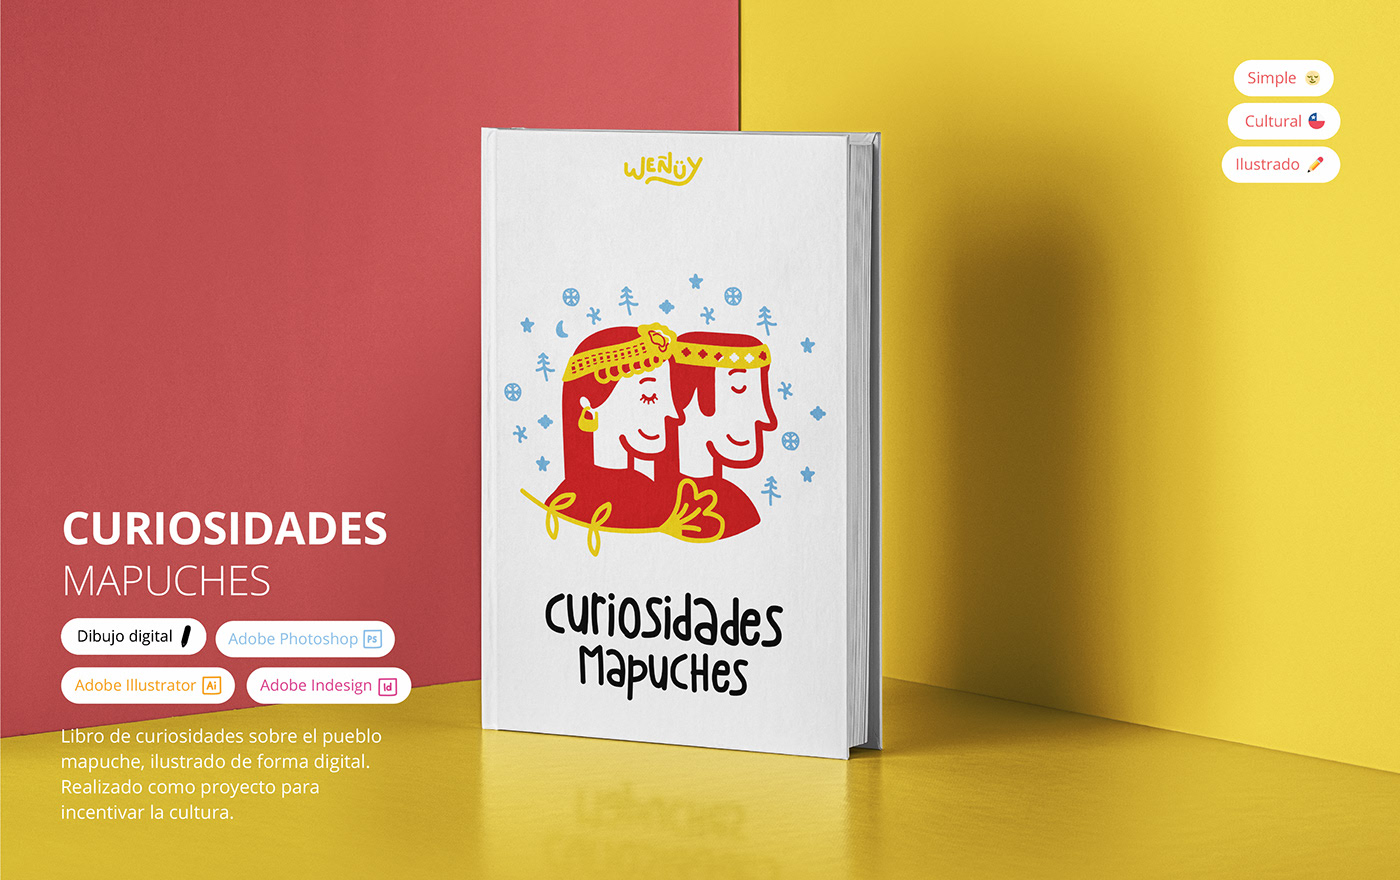 Simple
Cultural
Ilustrado
WEÑÜY
curiosidades
Mapuches
CURIOSIDADES
MAPUCHES
Dibujo digital
Adobe Photoshop Ps
Adobe Illustrator Ai
Adobe Indesign Id
Libro de curiosidades sobre el pueblo
mapuche, ilustrado de forma digital.
Realizado como proyecto para
incentivar la cultura.